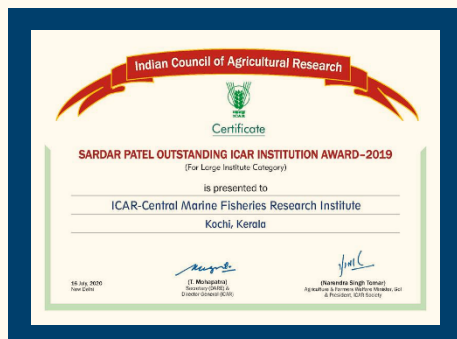 Indian Council of Agricultural Research
ICAR
Certificate
SARDAR PATEL OUTSTANDING ICAR INSTITUTION AWARD–2019
(For Large Institute Category)
is presented to
ICAR-Central Marine Fisheries Research Institute
Kochi, Kerala
16 July, 2020
New Delhi
(T. Mohapatra)
Secretary (DARE) &
Director General (ICAR)
(Narendra Singh Tomar)
Agriculture & Farmers Welfare Minister, GoI
& President, ICAR Society